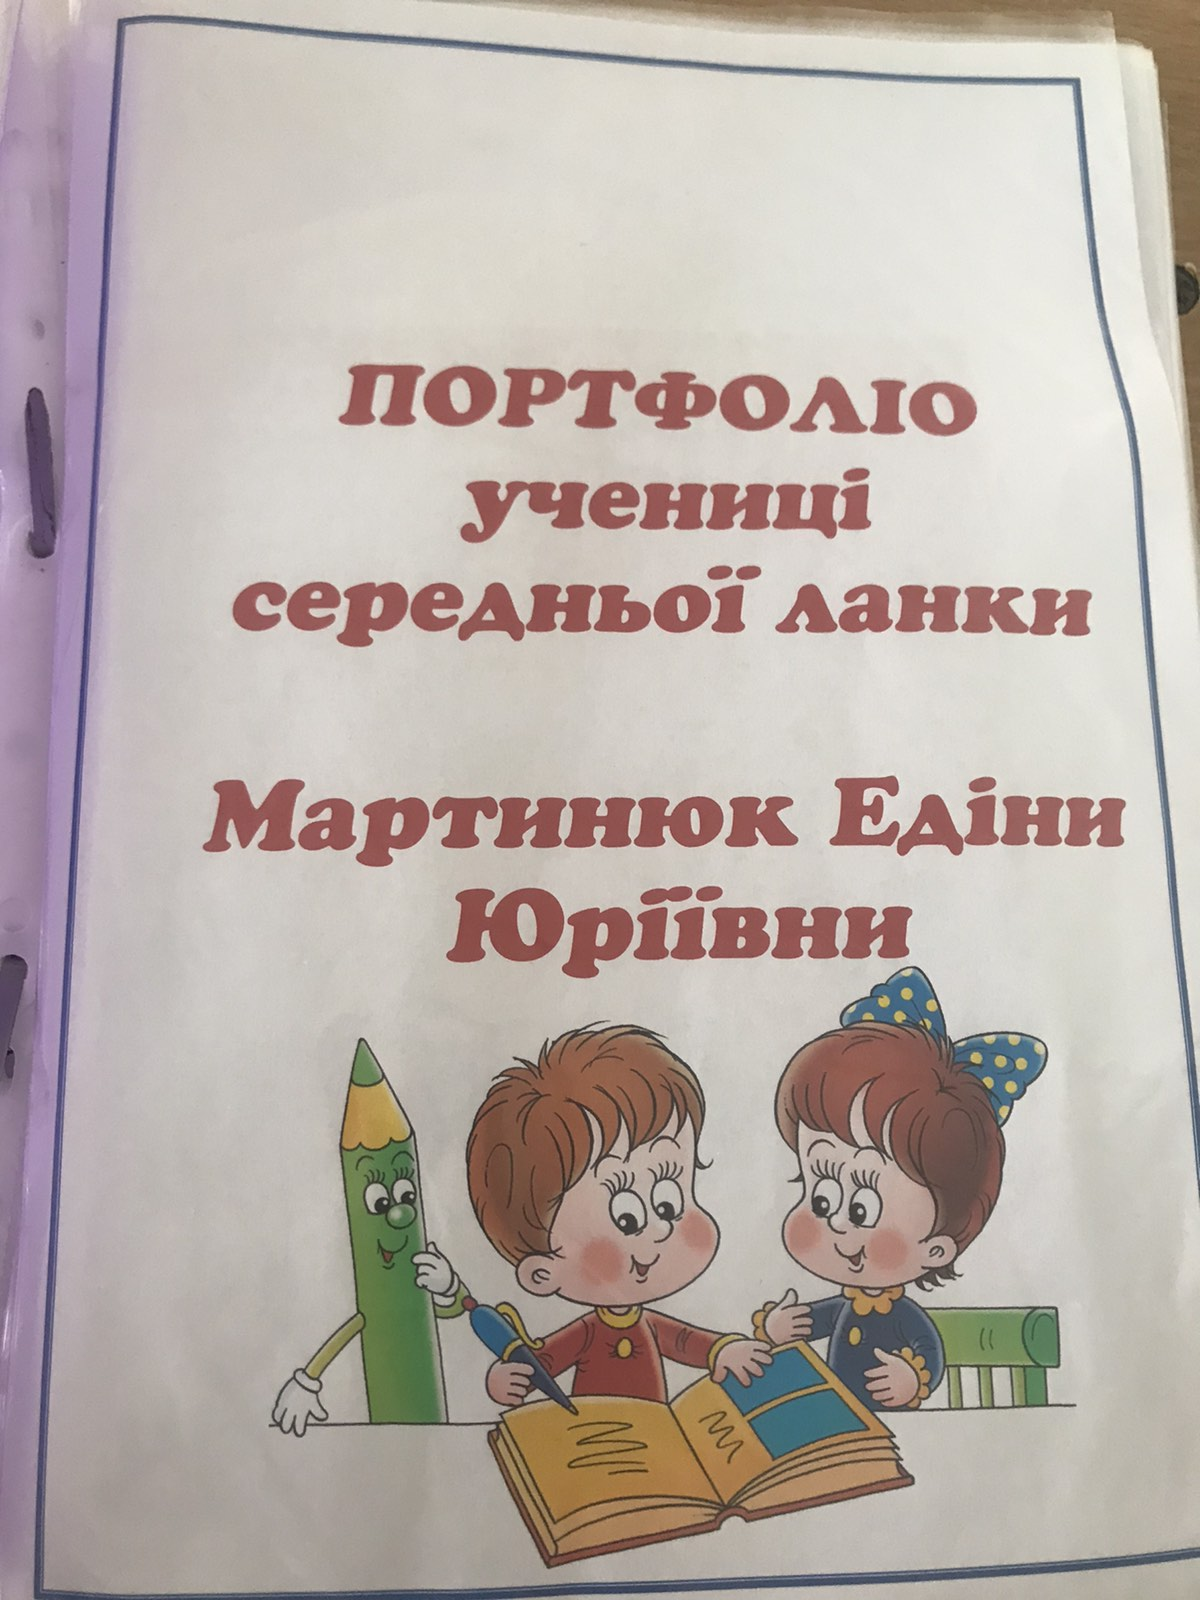 ПОРТФОЛІО
учениці
середньої ланки
Мартинюк Едіни
Юріївни